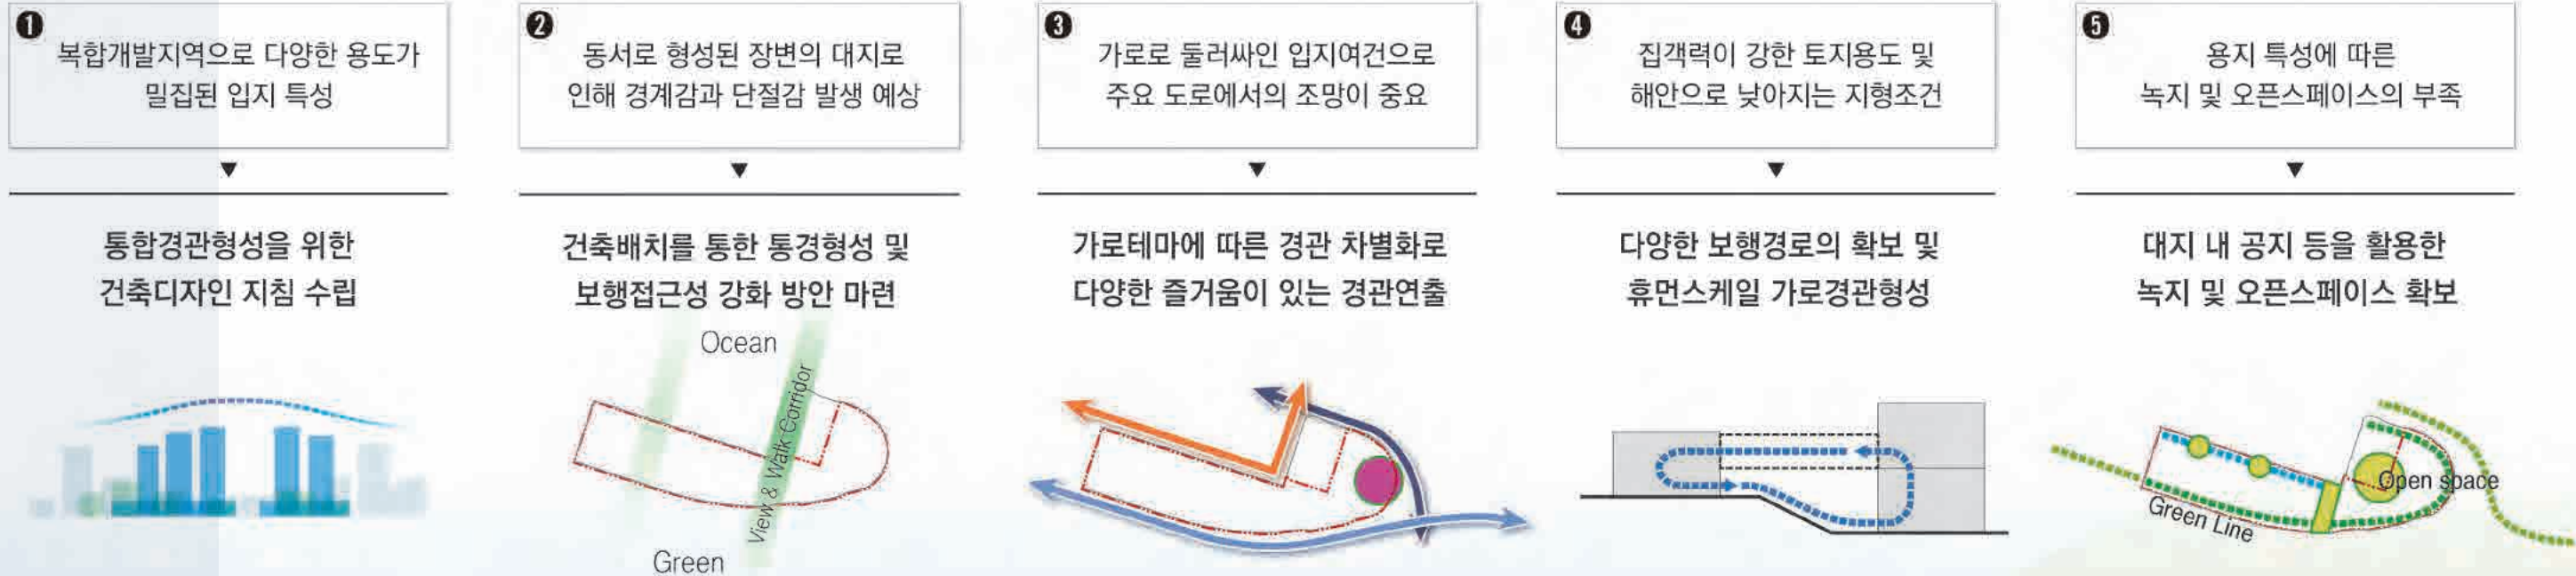 ❶
복합개발지역으로 다양한 용도가
밀집된 입지 특성
통합경관형성을 위한
건축디자인 지침 수립
❷
동서로 형성된 장변의 대지로
인해 경계감과 단절감 발생 예상
건축배치를 통한 통경형성 및
보행접근성 강화 방안 마련
Ocean
View & Walk Corridor
Green
❸
가로로 둘러싸인 입지여건으로
주요 도로에서의 조망이 중요
가로테마에 따른 경관 차별화로
다양한 즐거움이 있는 경관연출
❹
집객력이 강한 토지용도 및
해안으로 낮아지는 지형조건
다양한 보행경로의 확보 및
휴먼스케일 가로경관형성
❺
용지 특성에 따른
녹지 및 오픈스페이스의 부족
대지 내 공지 등을 활용한
녹지 및 오픈스페이스 확보
Open space
Green Line